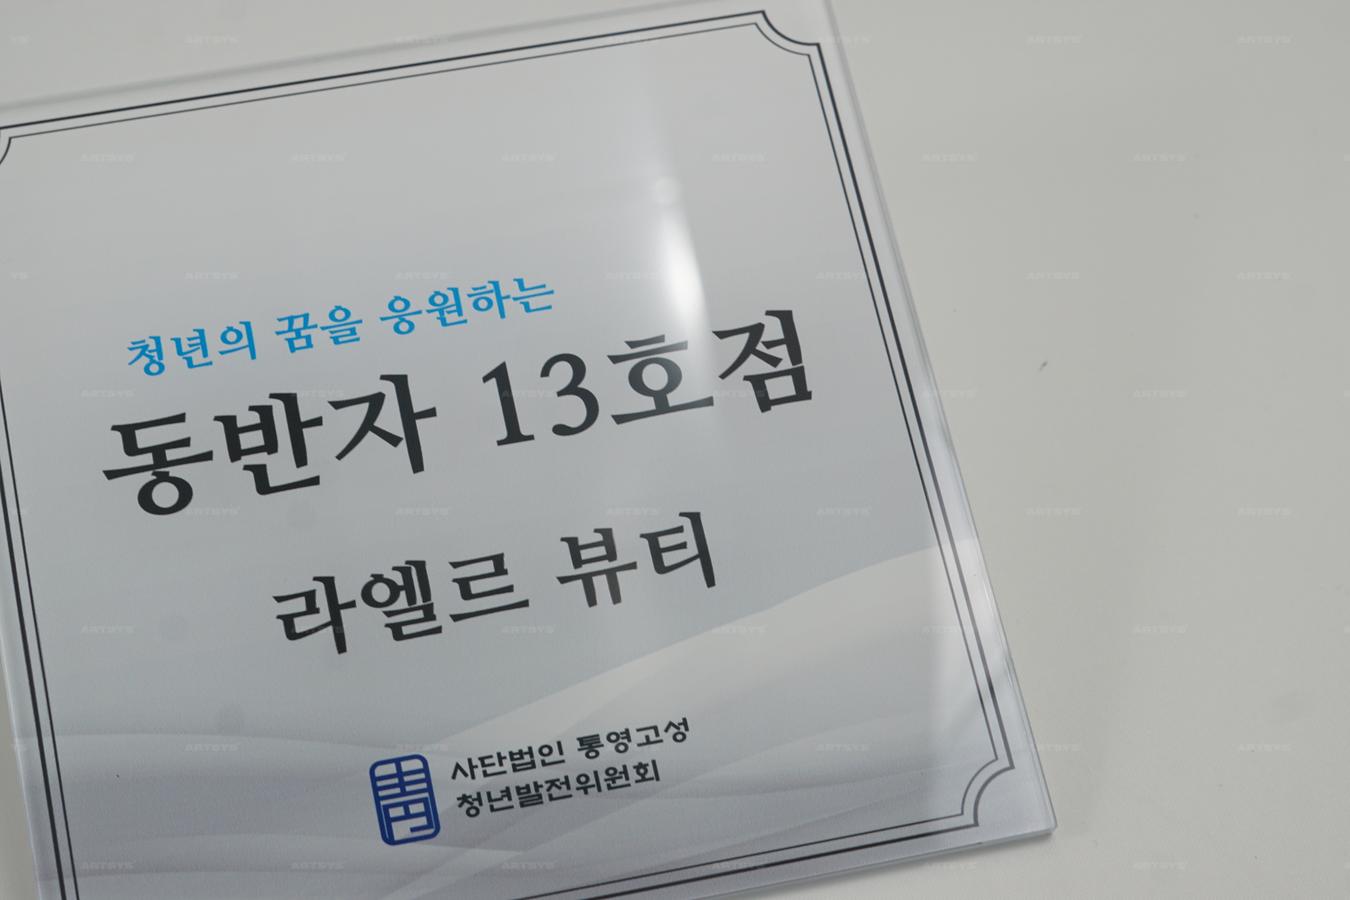 청년의 꿈을 응원하는
동반자 13호점
라엘르 뷰티
사단법인 통영고성
청년발전위원회
ARTSYS